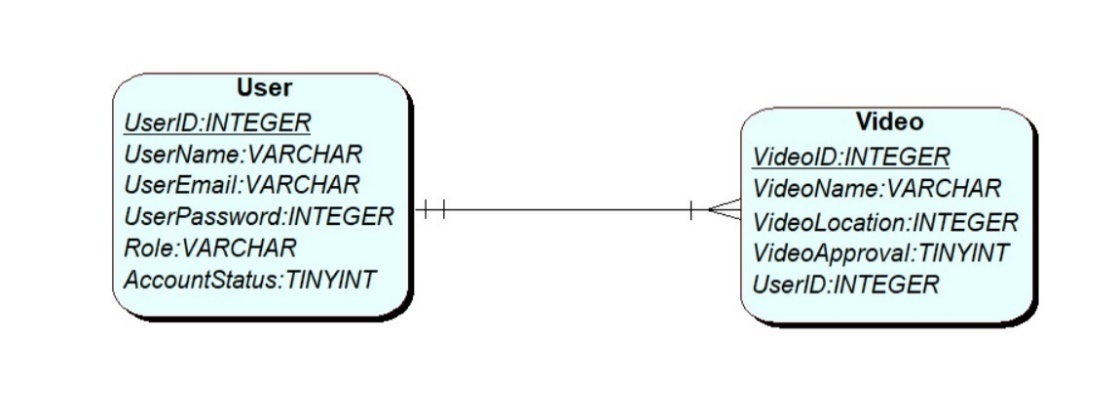 User
UserID:INTEGER
UserName:VARCHAR
UserEmail:VARCHAR
UserPassword:INTEGER
Role:VARCHAR
AccountStatus:TINYINT
Video
VideoID:INTEGER
VideoName:VARCHAR
VideoLocation:INTEGER
VideoApproval:TINYINT
UserID:INTEGER